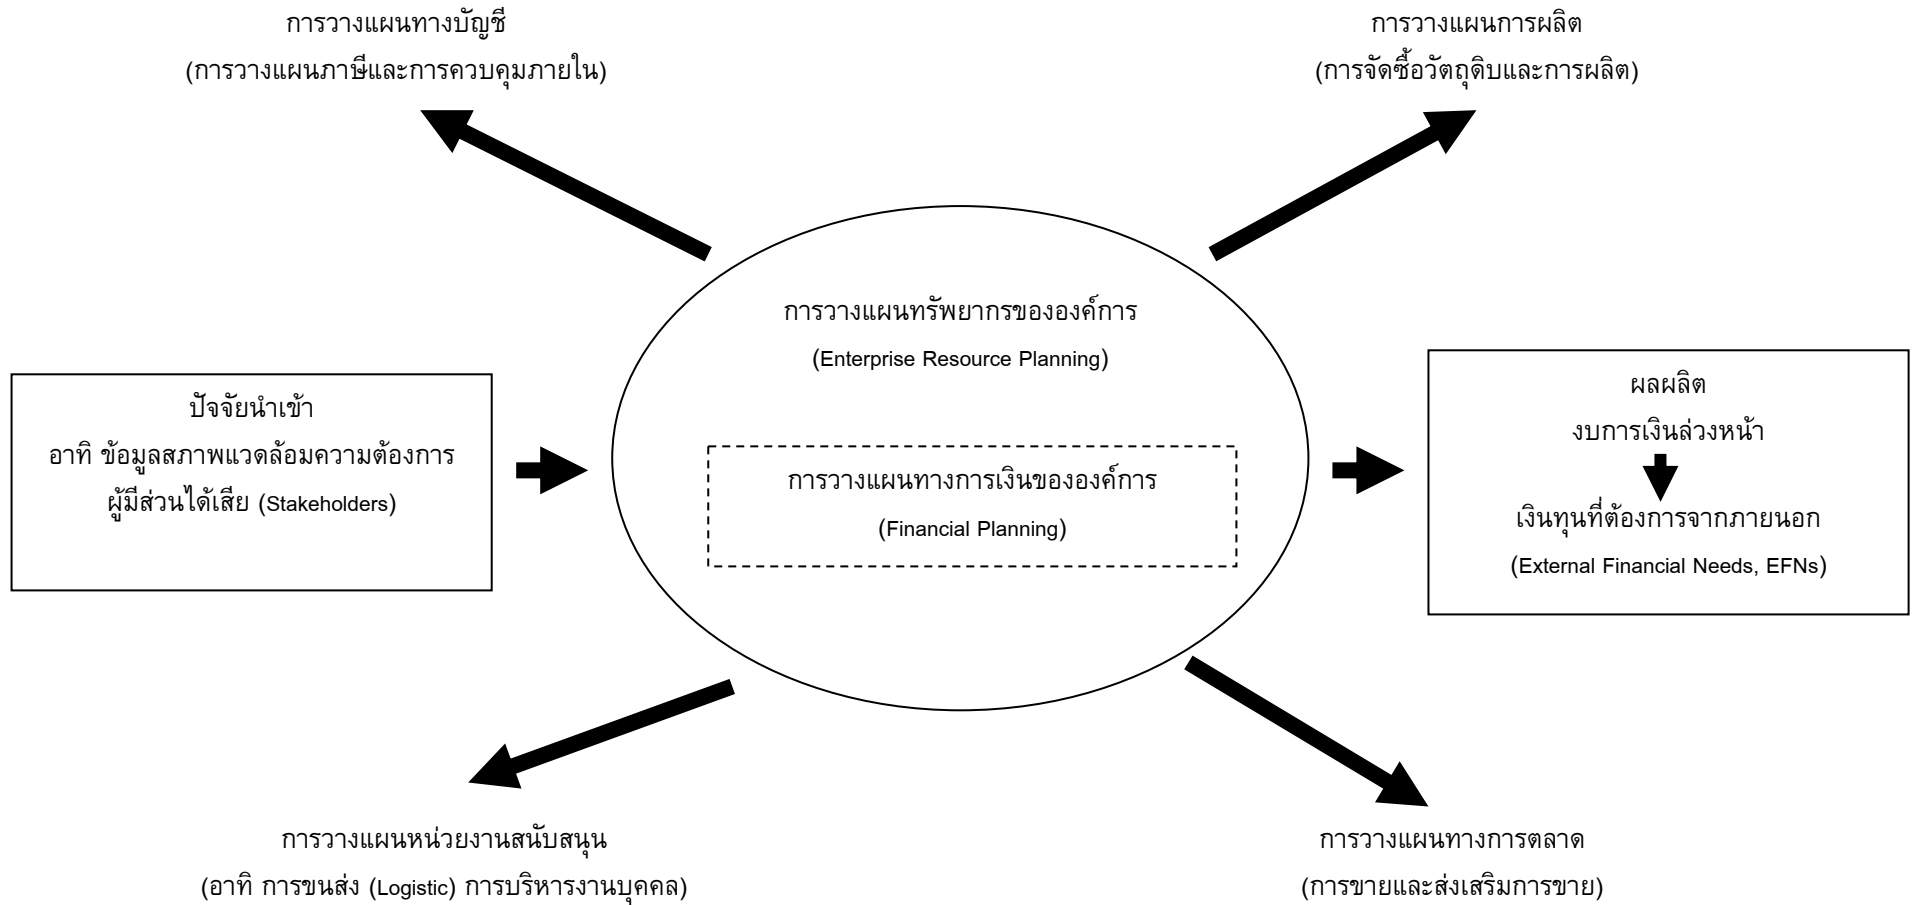 การวางแผนทางบัญชี
(การวางแผนภาษีและการควบคุมภายใน)
การวางแผนการผลิต
(การจัดซื้อวัตถุดิบและการผลิต)
การวางแผนทรัพยากรขององค์การ
(Enterprise Resource Planning)
การวางแผนทางการเงินขององค์การ
(Financial Planning)
ปัจจัยนำเข้า
อาทิ ข้อมูลสภาพแวดล้อมความต้องการ
ผู้มีส่วนได้เสีย (Stakeholders)
ผลผลิต
งบการเงินล่วงหน้า
เงินทุนที่ต้องการจากภายนอก
(External Financial Needs, EFNs)
การวางแผนหน่วยงานสนับสนุน
(อาทิ การขนส่ง (Logistic) การบริหารงานบุคคล)
การวางแผนทางการตลาด
(การขายและส่งเสริมการขาย)